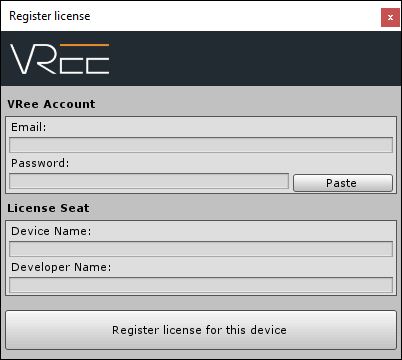 Register license
x
VRee
VRee Account
Email:
Password:
Paste
License Seat
Device Name:
Developer Name:
Register license for this device